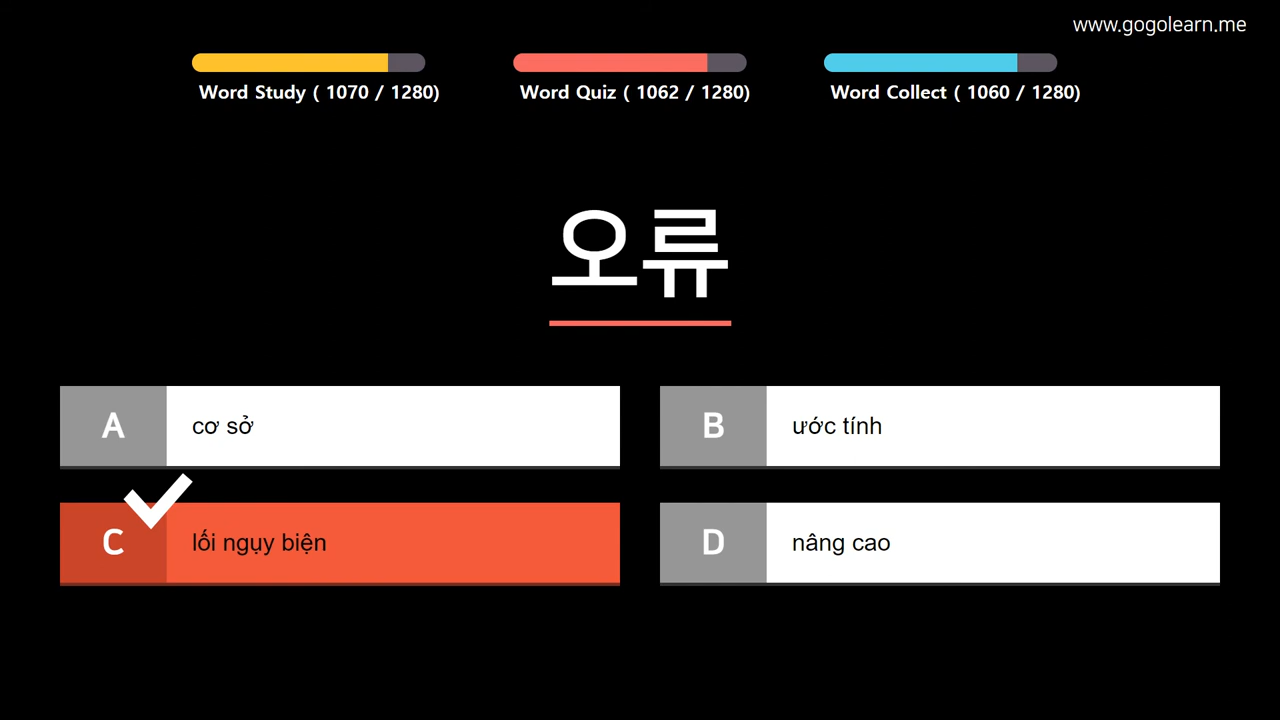 www.gogolearn.me
Word Study ( 1070 / 1280)
Word Quiz ( 1062 / 1280)
Word Collect ( 1060 / 1280)
오류
A cơ sở
B ước tính
C lối ngụy biện
D nâng cao